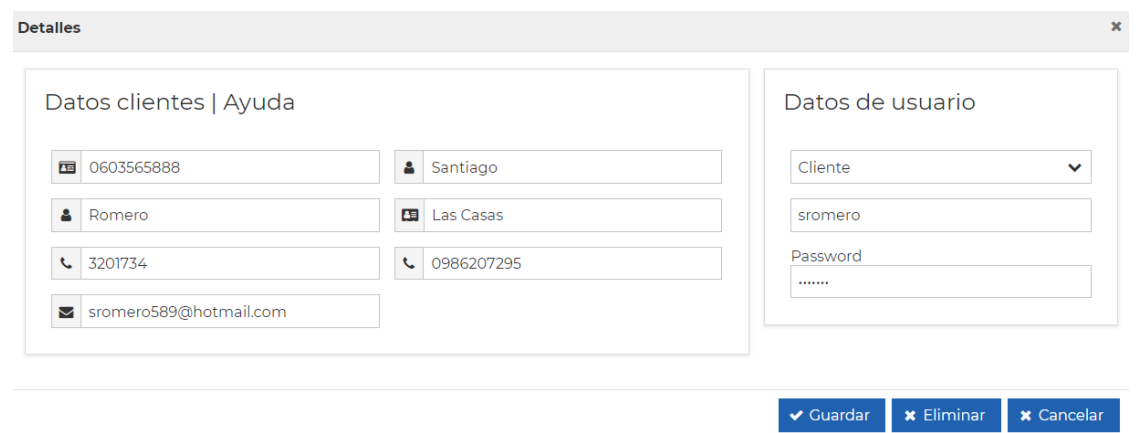 Detalles
Datos clientes | Ayuda
0603565888
Santiago
Romero
Las Casas
3201734
0986207295
sromero589@hotmail.com
Datos de usuario
Cliente
sromero
Password
·······
Guardar
Eliminar
Cancelar